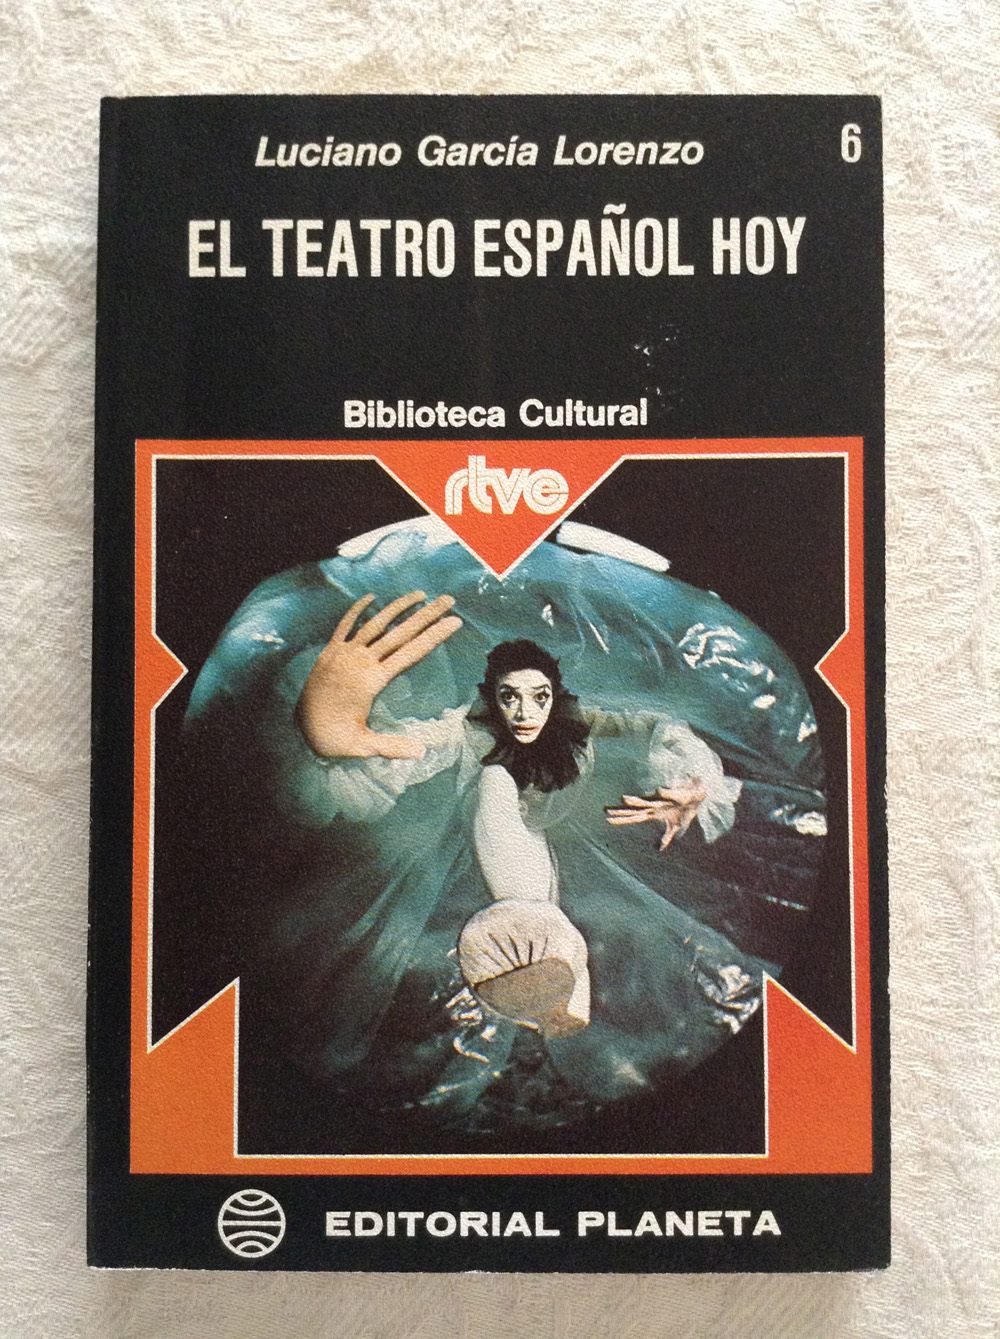 Luciano García Lorenzo
6
EL TEATRO ESPAÑOL HOY
Biblioteca Cultural
rtve
EDITORIAL PLANETA